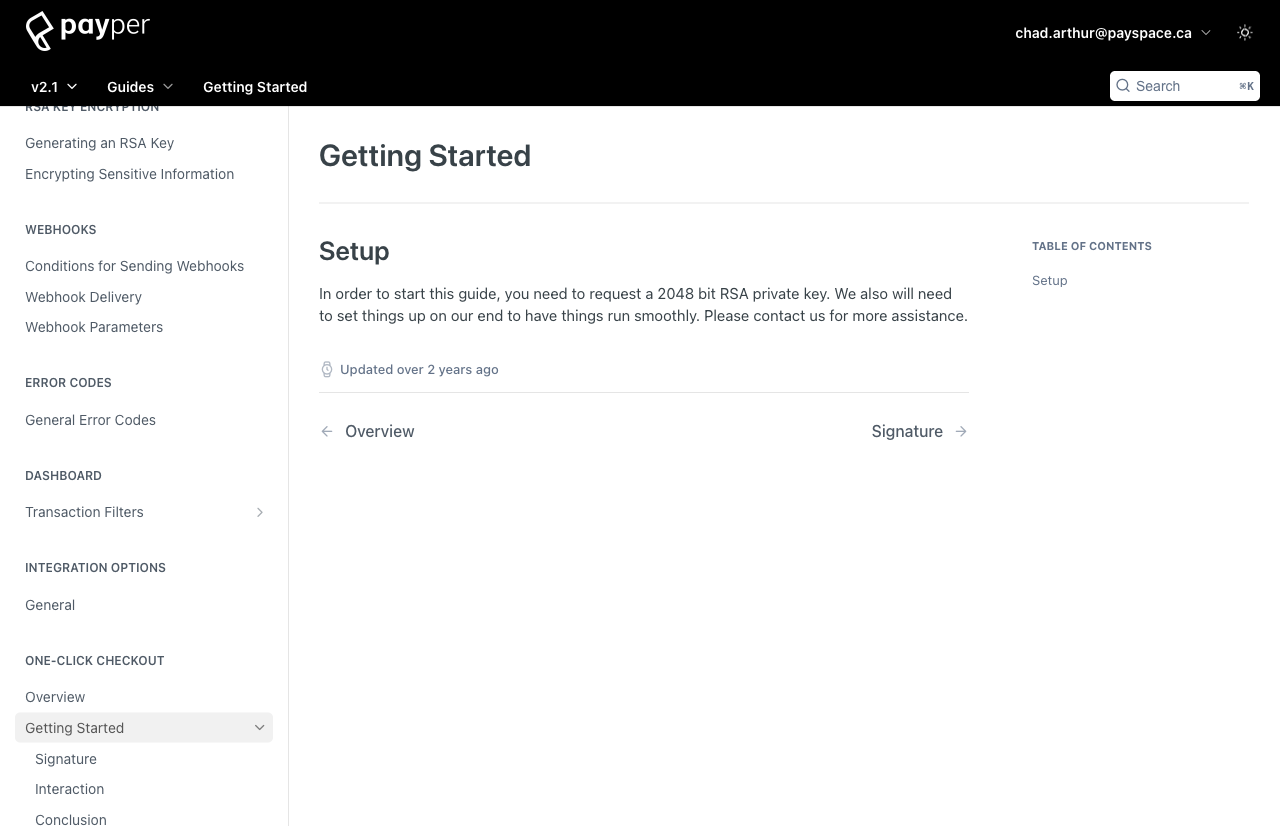 payper
chad.arthur@payspace.ca
v2.1
Guides
Getting Started
Search
⌘K
RSA KEY ENCRYPTION
Generating an RSA Key
Encrypting Sensitive Information
WEBHOOKS
Conditions for Sending Webhooks
Webhook Delivery
Webhook Parameters
ERROR CODES
General Error Codes
DASHBOARD
Transaction Filters
INTEGRATION OPTIONS
General
ONE-CLICK CHECKOUT
Overview
Getting Started
Signature
Interaction
Conclusion
Getting Started
Setup
In order to start this guide, you need to request a 2048 bit RSA private key. We also will need
to set things up on our end to have things run smoothly. Please contact us for more assistance.
Updated over 2 years ago
Overview
Signature
TABLE OF CONTENTS
Setup